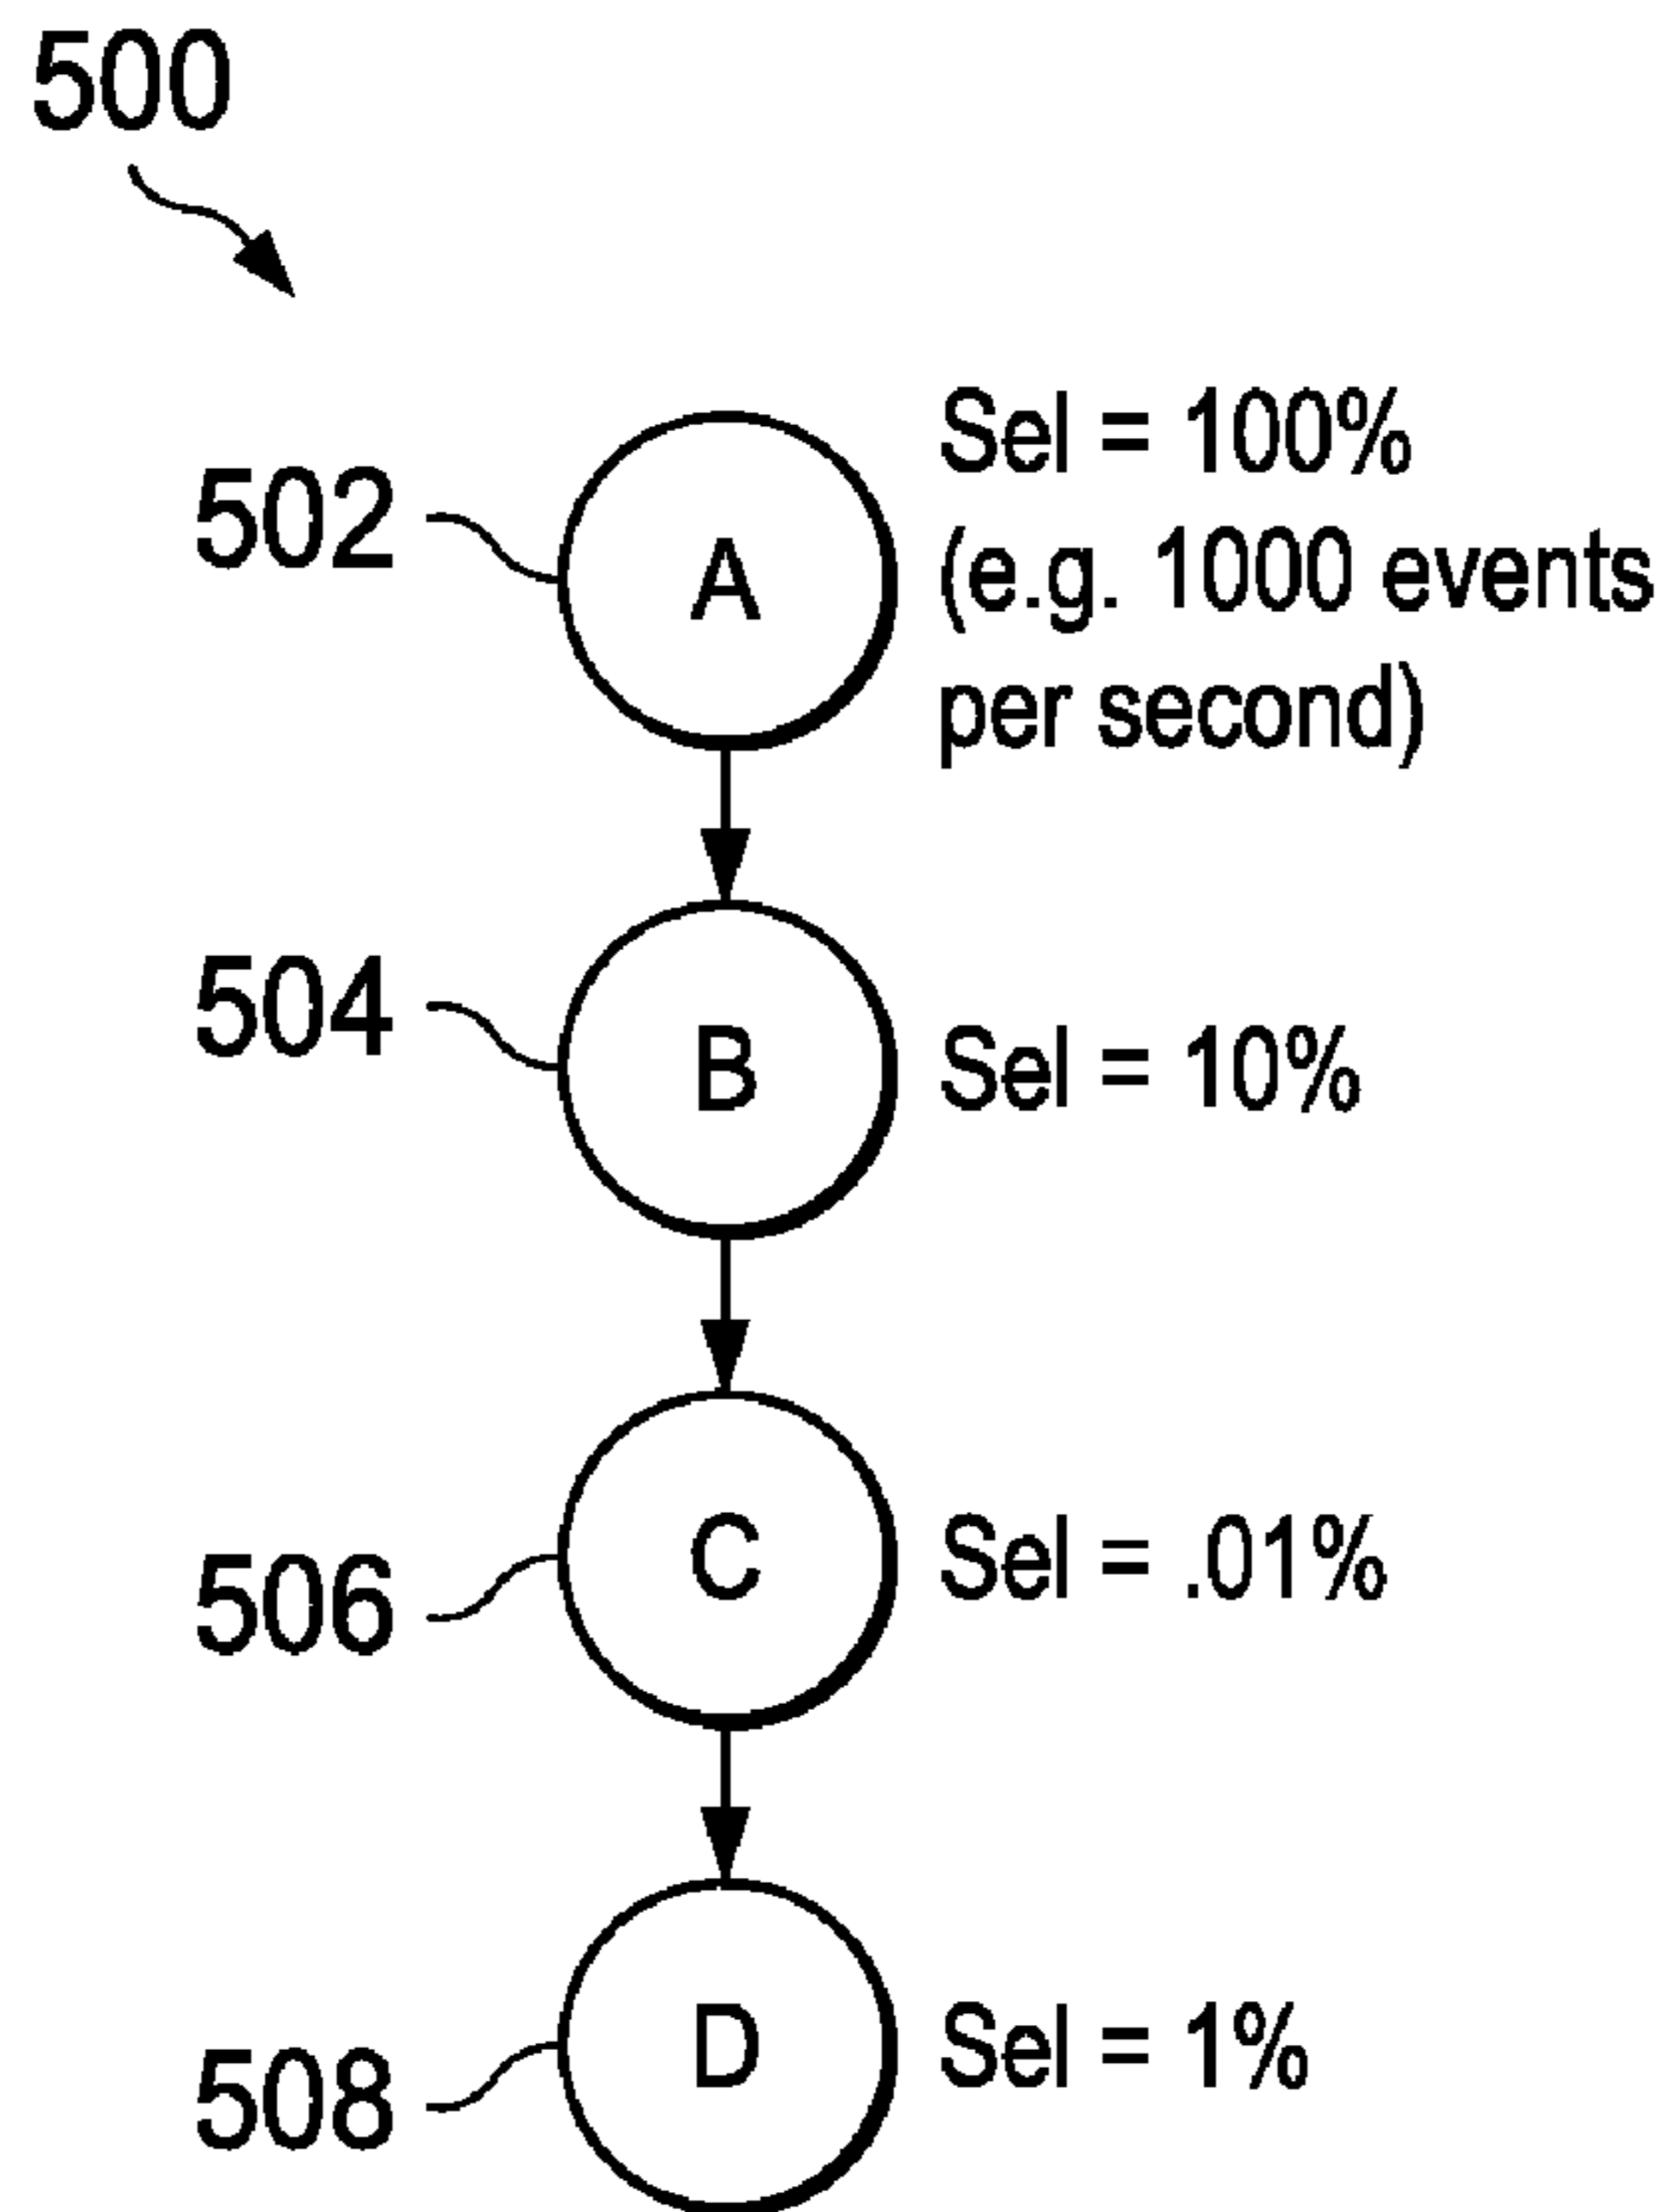 500
502
A
Sel = 100%
(e.g. 1000 events
per second)
504
B
Sel = 10%
506
C
Sel = .01%
508
D
Sel = 1%